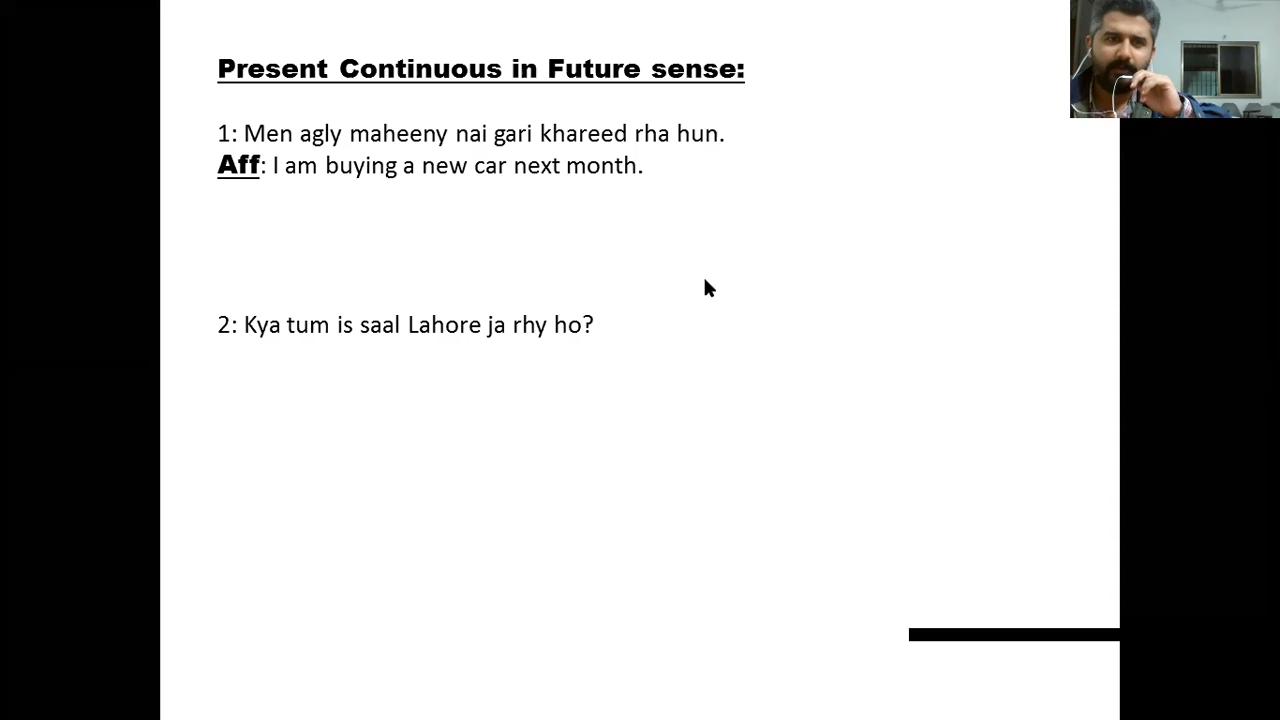 Present Continuous in Future sense:
1: Men agly maheeny nai gari khareed rha hun.
Aff: I am buying a new car next month.
2: Kya tum is saal Lahore ja rhy ho?